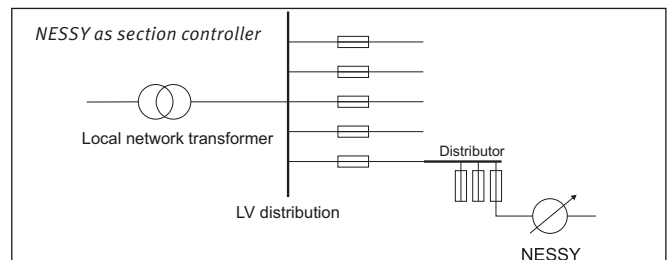 NESSY as section controller
Local network transformer
Distributor
LV distribution
NESSY